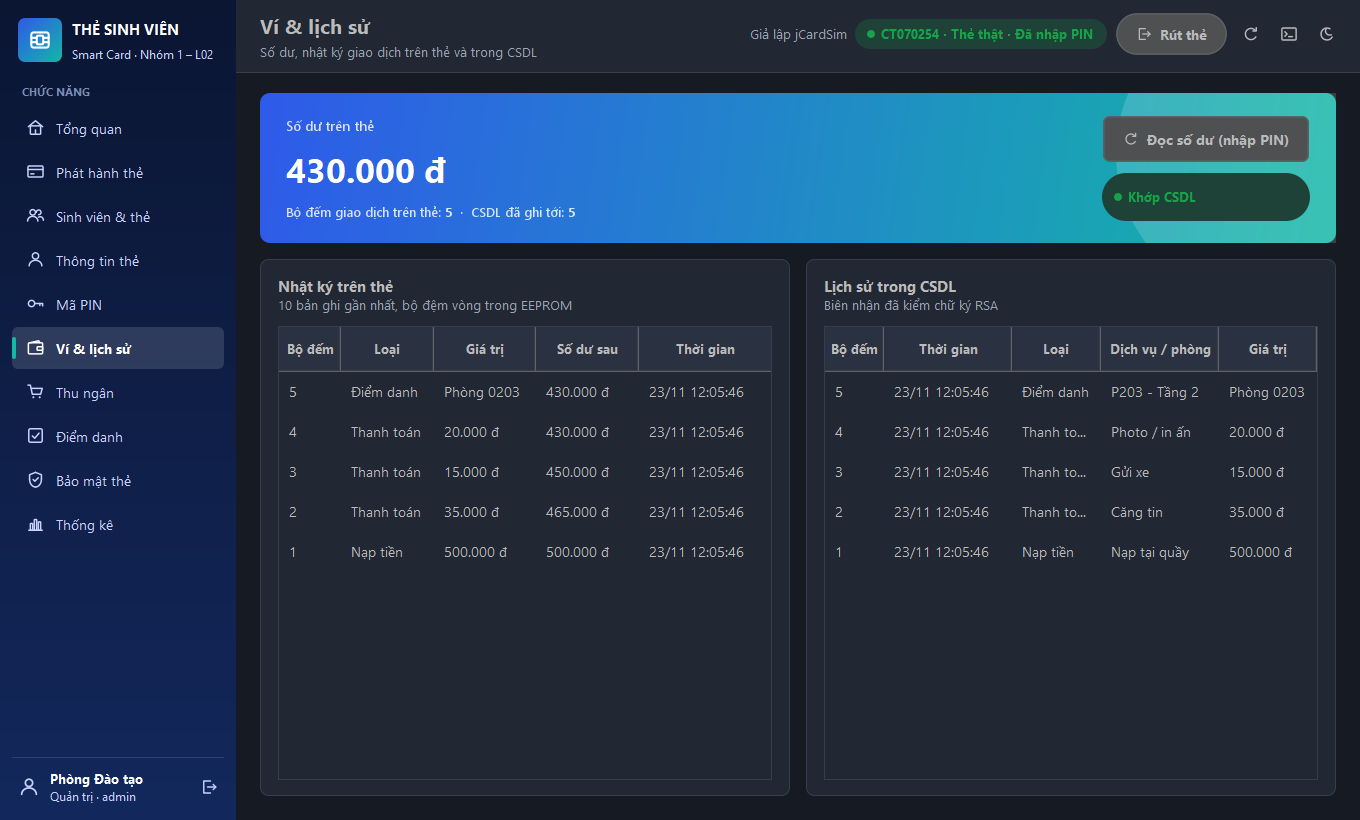 THẺ SINH VIÊN
Smart Card · Nhóm 1 – L02
CHỨC NĂNG
Tổng quan
Phát hành thẻ
Sinh viên & thẻ
Thông tin thẻ
Mã PIN
Ví & lịch sử
Thu ngân
Điểm danh
Bảo mật thẻ
Thống kê
Phòng Đào tạo
Quản trị · admin
Ví & lịch sử
Số dư, nhật ký giao dịch trên thẻ và trong CSDL
Giả lập jCardSim
CT070254 · Thẻ thật · Đã nhập PIN
Rút thẻ
Số dư trên thẻ
430.000 đ
Bộ đếm giao dịch trên thẻ: 5 · CSDL đã ghi tới: 5
Đọc số dư (nhập PIN)
Khớp CSDL
Nhật ký trên thẻ
10 bản ghi gần nhất, bộ đệm vòng trong EEPROM
Bộ đếm Loại Giá trị Số dư sau Thời gian
5 Điểm danh Phòng 0203 430.000 đ 23/11 12:05:46
4 Thanh toán 20.000 đ 430.000 đ 23/11 12:05:46
3 Thanh toán 15.000 đ 450.000 đ 23/11 12:05:46
2 Thanh toán 35.000 đ 465.000 đ 23/11 12:05:46
1 Nạp tiền 500.000 đ 500.000 đ 23/11 12:05:46
Lịch sử trong CSDL
Biên nhận đã kiểm chữ ký RSA
Bộ đếm Thời gian Loại Dịch vụ / phòng Giá trị
5 23/11 12:05:46 Điểm danh P203 - Tầng 2 Phòng 0203
4 23/11 12:05:46 Thanh to... Photo / in ấn 20.000 đ
3 23/11 12:05:46 Thanh to... Gửi xe 15.000 đ
2 23/11 12:05:46 Thanh to... Căng tin 35.000 đ
1 23/11 12:05:46 Nạp tiền Nạp tại quầy 500.000 đ